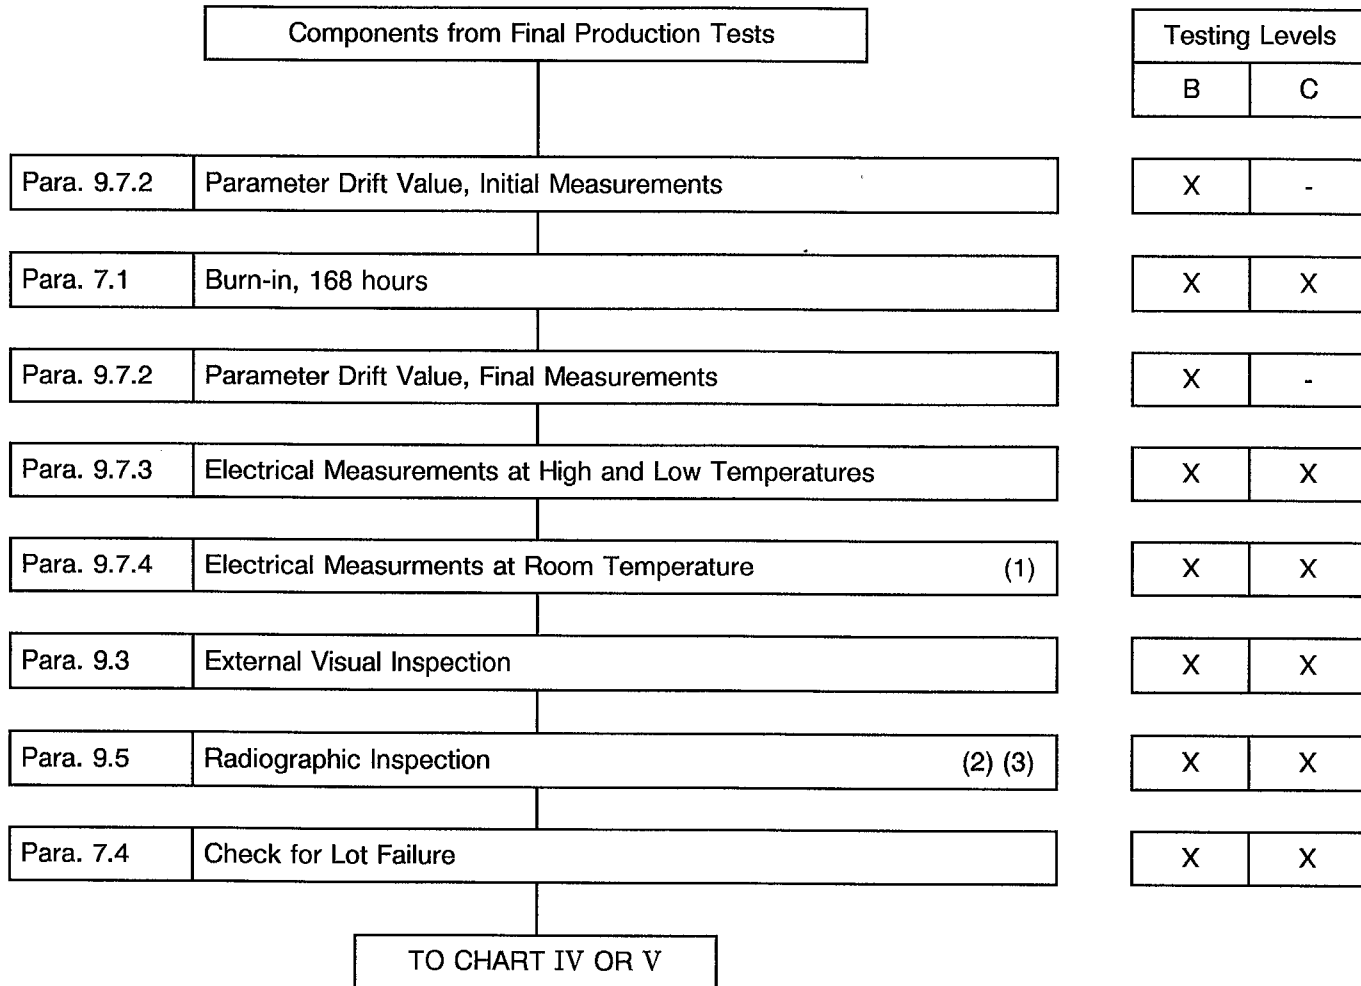 Components from Final Production Tests
Testing Levels
B C
Para. 9.7.2 Parameter Drift Value, Initial Measurements X -
Para. 7.1 Burn-in, 168 hours X X
Para. 9.7.2 Parameter Drift Value, Final Measurements X -
Para. 9.7.3 Electrical Measurements at High and Low Temperatures X X
Para. 9.7.4 Electrical Measurments at Room Temperature (1) X X
Para. 9.3 External Visual Inspection X X
Para. 9.5 Radiographic Inspection (2) (3) X X
Para. 7.4 Check for Lot Failure X X
TO CHART IV OR V